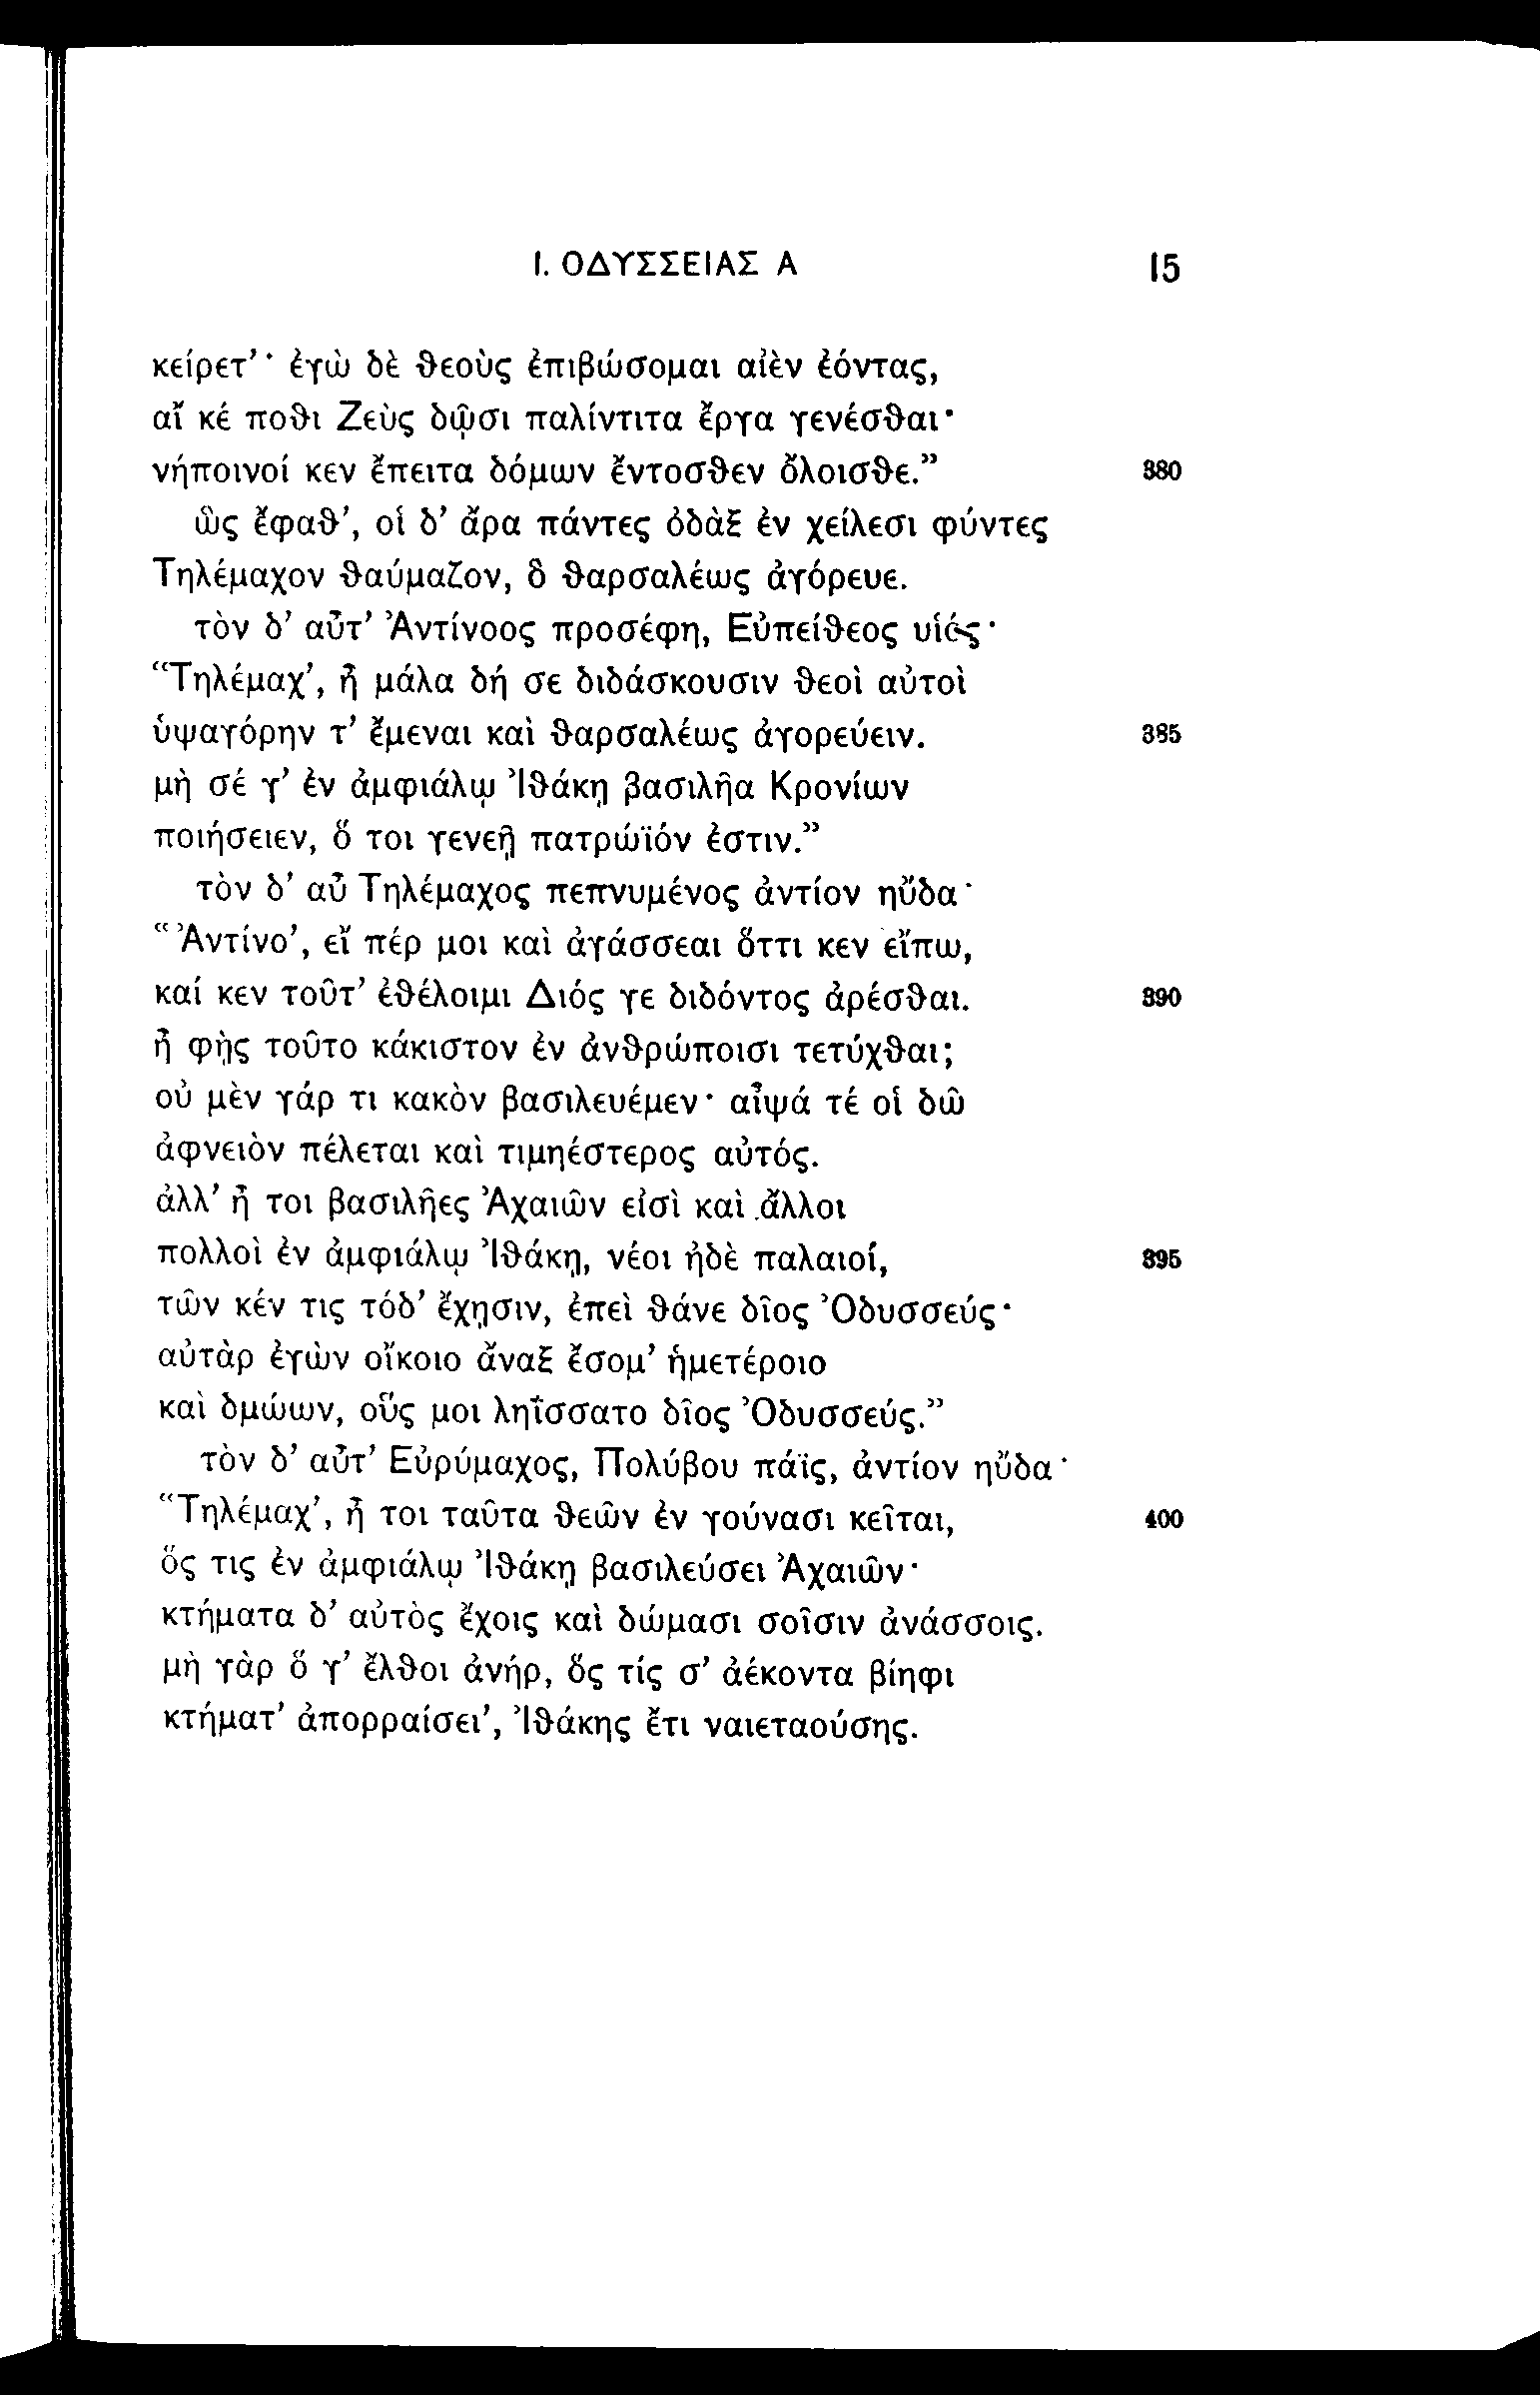 I. ΟΔΥΣΣΕΙΑΣ Α 15
κείρετ’· ἐγὼ δὲ ϑεοὺς ἐπιβώσομαι αἰὲν ἐόντας,
αἴ κέ ποϑι Ζεὺς δῷσι παλίντιτα ἔργα γενέσϑαι·
νήποινοί κεν ἔπειτα δόμων ἔντοσϑεν ὄλοισϑε.” 380
ὣς ἔφαϑ’, οἱ δ’ ἄρα πάντες ὀδὰξ ἐν χείλεσι φύντες
Τηλέμαχον ϑαύμαζον, ὃ ϑαρσαλέως ἀγόρευε.
τὸν δ’ αὖτ’ Ἀντίνοος προσέφη, Εὐπείϑεος υἱός·
“Τηλέμαχ’, ἦ μάλα δή σε διδάσκουσιν ϑεοὶ αὐτοὶ
ὑψαγόρην τ’ ἔμεναι καὶ ϑαρσαλέως ἀγορεύειν. 385
μὴ σέ γ’ ἐν ἀμφιάλῳ Ἰϑάκῃ βασιλῆα Κρονίων
ποιήσειεν, ὅ τοι γενεῇ πατρώϊόν ἐστιν.”
τὸν δ’ αὖ Τηλέμαχος πεπνυμένος ἀντίον ηὔδα·
“Ἀντίνο’, εἴ πέρ μοι καὶ ἀγάσσεαι ὅττι κεν εἴπω,
καί κεν τοῦτ’ ἐϑέλοιμι Διός γε διδόντος ἀρέσϑαι. 390
ἦ φῂς τοῦτο κάκιστον ἐν ἀνϑρώποισι τετύχϑαι;
οὐ μὲν γάρ τι κακὸν βασιλευέμεν· αἶψά τέ οἱ δῶ
ἀφνειὸν πέλεται καὶ τιμηέστερος αὐτός.
ἀλλ’ ἦ τοι βασιλῆες Ἀχαιῶν εἰσὶ καὶ ἄλλοι
πολλοὶ ἐν ἀμφιάλῳ Ἰϑάκῃ, νέοι ἠδὲ παλαιοί, 395
τῶν κέν τις τόδ’ ἔχῃσιν, ἐπεὶ ϑάνε δῖος Ὀδυσσεύς·
αὐτὰρ ἐγὼν οἴκοιο ἄναξ ἔσομ’ ἡμετέροιο
καὶ δμώων, οὕς μοι ληΐσσατο δῖος Ὀδυσσεύς.”
τὸν δ’ αὖτ’ Εὐρύμαχος, Πολύβου πάϊς, ἀντίον ηὔδα·
“Τηλέμαχ’, ἦ τοι ταῦτα ϑεῶν ἐν γούνασι κεῖται, 400
ὅς τις ἐν ἀμφιάλῳ Ἰϑάκῃ βασιλεύσει Ἀχαιῶν·
κτήματα δ’ αὐτὸς ἔχοις καὶ δώμασι σοῖσιν ἀνάσσοις.
μὴ γὰρ ὅ γ’ ἔλϑοι ἀνήρ, ὅς τίς σ’ ἀέκοντα βίηφι
κτήματ’ ἀπορραίσει’, Ἰϑάκης ἔτι ναιεταούσης.